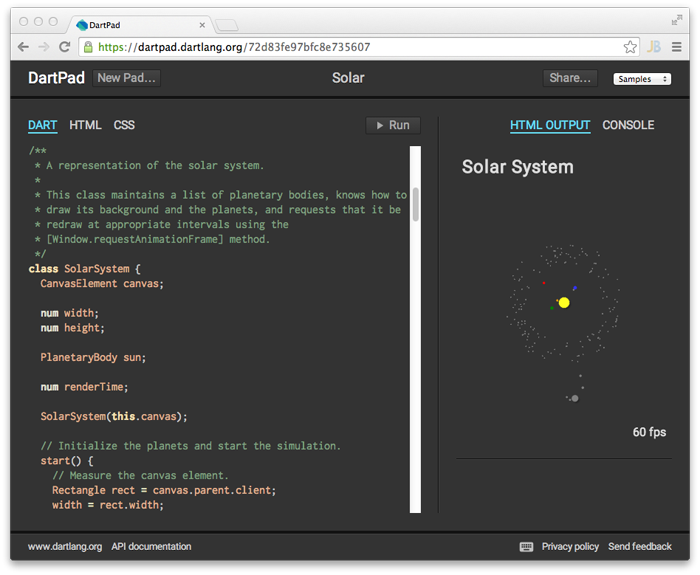 DartPad
https://dartpad.dartlang.org/72d83fe97bfc8e735607
JB
DartPad
New Pad...
Solar
Share...
Samples
DART HTML CSS
Run
HTML OUTPUT CONSOLE
/**
* A representation of the solar system.
*
* This class maintains a list of planetary bodies, knows how to
* draw its background and the planets, and requests that it be
* redraw at appropriate intervals using the
* [Window.requestAnimationFrame] method.
*/
class SolarSystem {
CanvasElement canvas;
num width;
num height;
PlanetaryBody sun;
num renderTime;
SolarSystem(this.canvas);
// Initialize the planets and start the simulation.
start() {
// Measure the canvas element.
Rectangle rect = canvas.parent.client;
width = rect.width;
Solar System
60 fps
www.dartlang.org API documentation
Privacy policy Send feedback